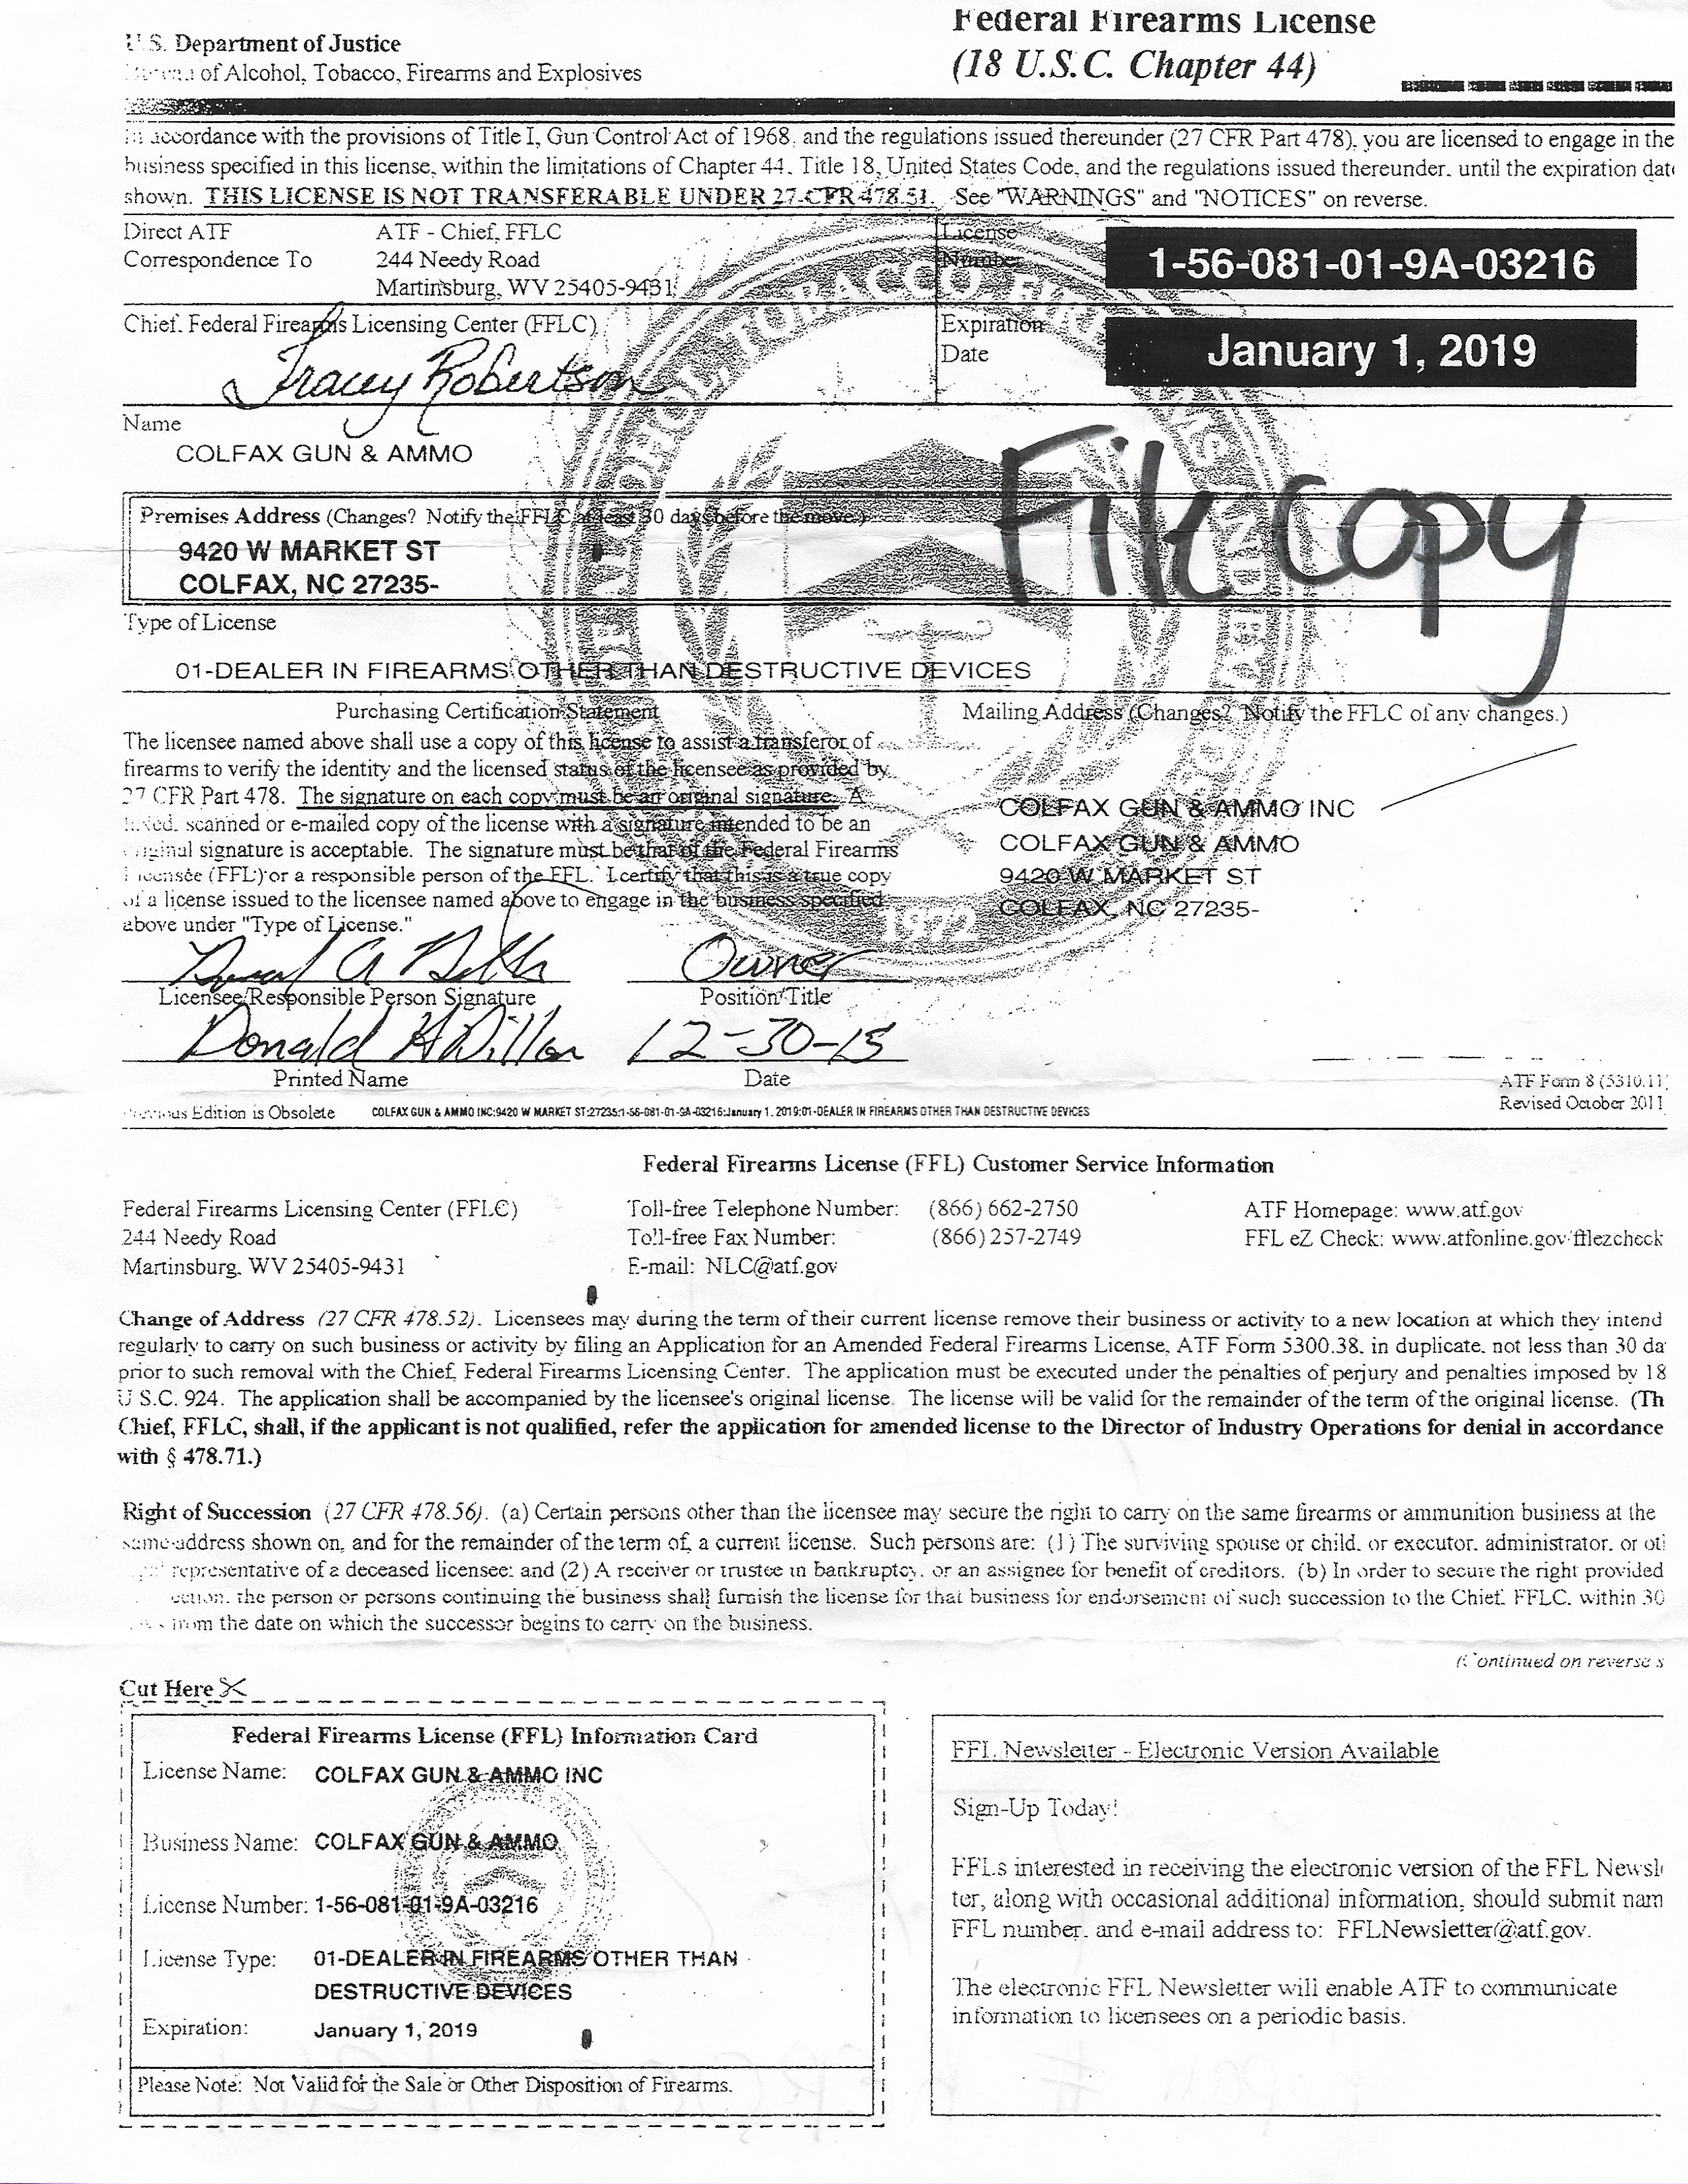 Federal Firearms License
(18 U.S.C. Chapter 44)
U.S. Department of Justice
of Alcohol, Tobacco, Firearms and Explosives
In accordance with the provisions of Title I, Gun Control Act of 1968, and the regulations issued thereunder (27 CFR Part 478), you are licensed to engage in the
business specified in this license, within the limitations of Chapter 44, Title 18, United States Code, and the regulations issued thereunder, until the expiration date
shown. THIS LICENSE IS NOT TRANSFERABLE UNDER 27 CFR 478.51. See "WARNINGS" and "NOTICES" on reverse.
Direct ATF
Correspondence To
ATF - Chief, FFLC
244 Needy Road
Martinsburg, WV 25405-9431
License
Number
1-56-081-01-9A-03216
Chief, Federal Firearms Licensing Center (FFLC)
Tracey Robertson
Expiration
Date
January 1, 2019
Name
COLFAX GUN & AMMO
File Copy
Premises Address (Changes? Notify the FFLC at least 30 days before the move.)
9420 W MARKET ST
COLFAX, NC 27235-
Type of License
01-DEALER IN FIREARMS OTHER THAN DESTRUCTIVE DEVICES
Purchasing Certification Statement
The licensee named above shall use a copy of this license to assist a transferor of
firearms to verify the identity and the licensed status of the licensee as provided by
27 CFR Part 478. The signature on each copy must be an original signature. A
faxed, scanned or e-mailed copy of the license with a signature intended to be an
original signature is acceptable. The signature must be that of the Federal Firearms
Licensee (FFL) or a responsible person of the FFL. I certify that this is a true copy
of a license issued to the licensee named above to engage in the business specified
above under "Type of License."
Mailing Address (Changes? Notify the FFLC of any changes.)
COLFAX GUN & AMMO INC
COLFAX GUN & AMMO
9420 W MARKET ST
COLFAX, NC 27235-
1972
Owner
Licensee/Responsible Person Signature Position/Title
Donald A Dillon 12-30-15
Printed Name Date
ATF Form 8 (5310.11)
Revised October 2011
Previous Edition is Obsolete COLFAX GUN & AMMO INC:9420 W MARKET ST:27235:1-56-081-01-9A-03216:January 1, 2019:01-DEALER IN FIREARMS OTHER THAN DESTRUCTIVE DEVICES
Federal Firearms License (FFL) Customer Service Information
Federal Firearms Licensing Center (FFLC)
244 Needy Road
Martinsburg, WV 25405-9431
Toll-free Telephone Number: (866) 662-2750
Toll-free Fax Number: (866) 257-2749
E-mail: NLC@atf.gov
ATF Homepage: www.atf.gov
FFL eZ Check: www.atfonline.gov/fflezcheck
Change of Address (27 CFR 478.52). Licensees may during the term of their current license remove their business or activity to a new location at which they intend
regularly to carry on such business or activity by filing an Application for an Amended Federal Firearms License, ATF Form 5300.38, in duplicate, not less than 30 da
prior to such removal with the Chief, Federal Firearms Licensing Center. The application must be executed under the penalties of perjury and penalties imposed by 18
U.S.C. 924. The application shall be accompanied by the licensee's original license. The license will be valid for the remainder of the term of the original license. (Th
Chief, FFLC, shall, if the applicant is not qualified, refer the application for amended license to the Director of Industry Operations for denial in accordance
with § 478.71.)
Right of Succession (27 CFR 478.56). (a) Certain persons other than the licensee may secure the right to carry on the same firearms or ammunition business at the
same address shown on, and for the remainder of the term of, a current license. Such persons are: (1) The surviving spouse or child, or executor, administrator, or ot
representative of a deceased licensee; and (2) A receiver or trustee in bankruptcy, or an assignee for benefit of creditors. (b) In order to secure the right provided
the person or persons continuing the business shall furnish the license for that business for endorsement of such succession to the Chief, FFLC, within 30
from the date on which the successor begins to carry on the business.
(Continued on reverse s
Cut Here
Federal Firearms License (FFL) Information Card
License Name: COLFAX GUN & AMMO INC
Business Name: COLFAX GUN & AMMO
License Number: 1-56-081-01-9A-03216
License Type: 01-DEALER IN FIREARMS OTHER THAN
DESTRUCTIVE DEVICES
Expiration: January 1, 2019
Please Note: Not Valid for the Sale or Other Disposition of Firearms.
FFL Newsletter - Electronic Version Available
Sign-Up Today!
FFLs interested in receiving the electronic version of the FFL Newsl
ter, along with occasional additional information, should submit nam
FFL number, and e-mail address to: FFLNewsletter@atf.gov.
The electronic FFL Newsletter will enable ATF to communicate
information to licensees on a periodic basis.